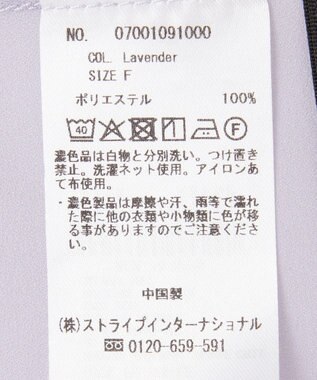 NO. 07001091000
COL. Lavender
SIZE F
ポリエステル 100%
40 F
濃色品は白物と分別洗い。つけ置き
禁止。洗濯ネット使用。アイロンあ
て布使用。
・濃色製品は摩擦や汗、雨等で濡れ
た際に他の衣類や小物類に色が移
る事がありますのでご注意くださ
い。
中国製
(株)ストライプインターナショナル
0120-659-591